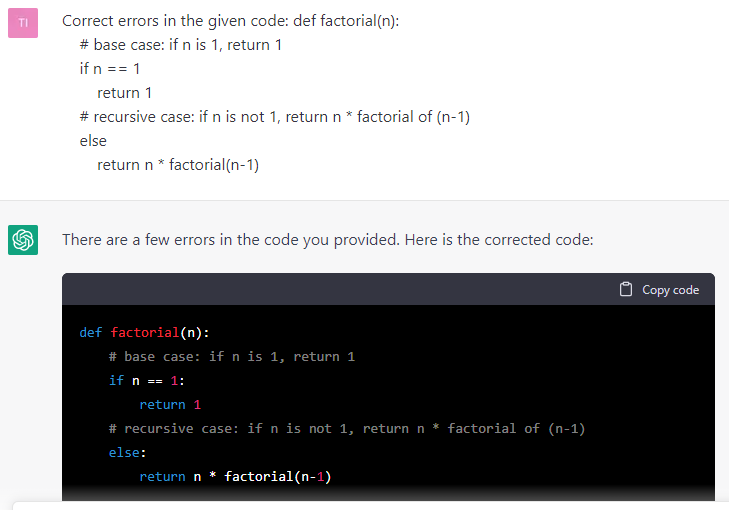 TI
Correct errors in the given code: def factorial(n):
# base case: if n is 1, return 1
if n == 1
return 1
# recursive case: if n is not 1, return n * factorial of (n-1)
else
return n * factorial(n-1)
There are a few errors in the code you provided. Here is the corrected code:
Copy code
def factorial(n):
# base case: if n is 1, return 1
if n == 1:
return 1
# recursive case: if n is not 1, return n * factorial of (n-1)
else:
return n * factorial(n-1)